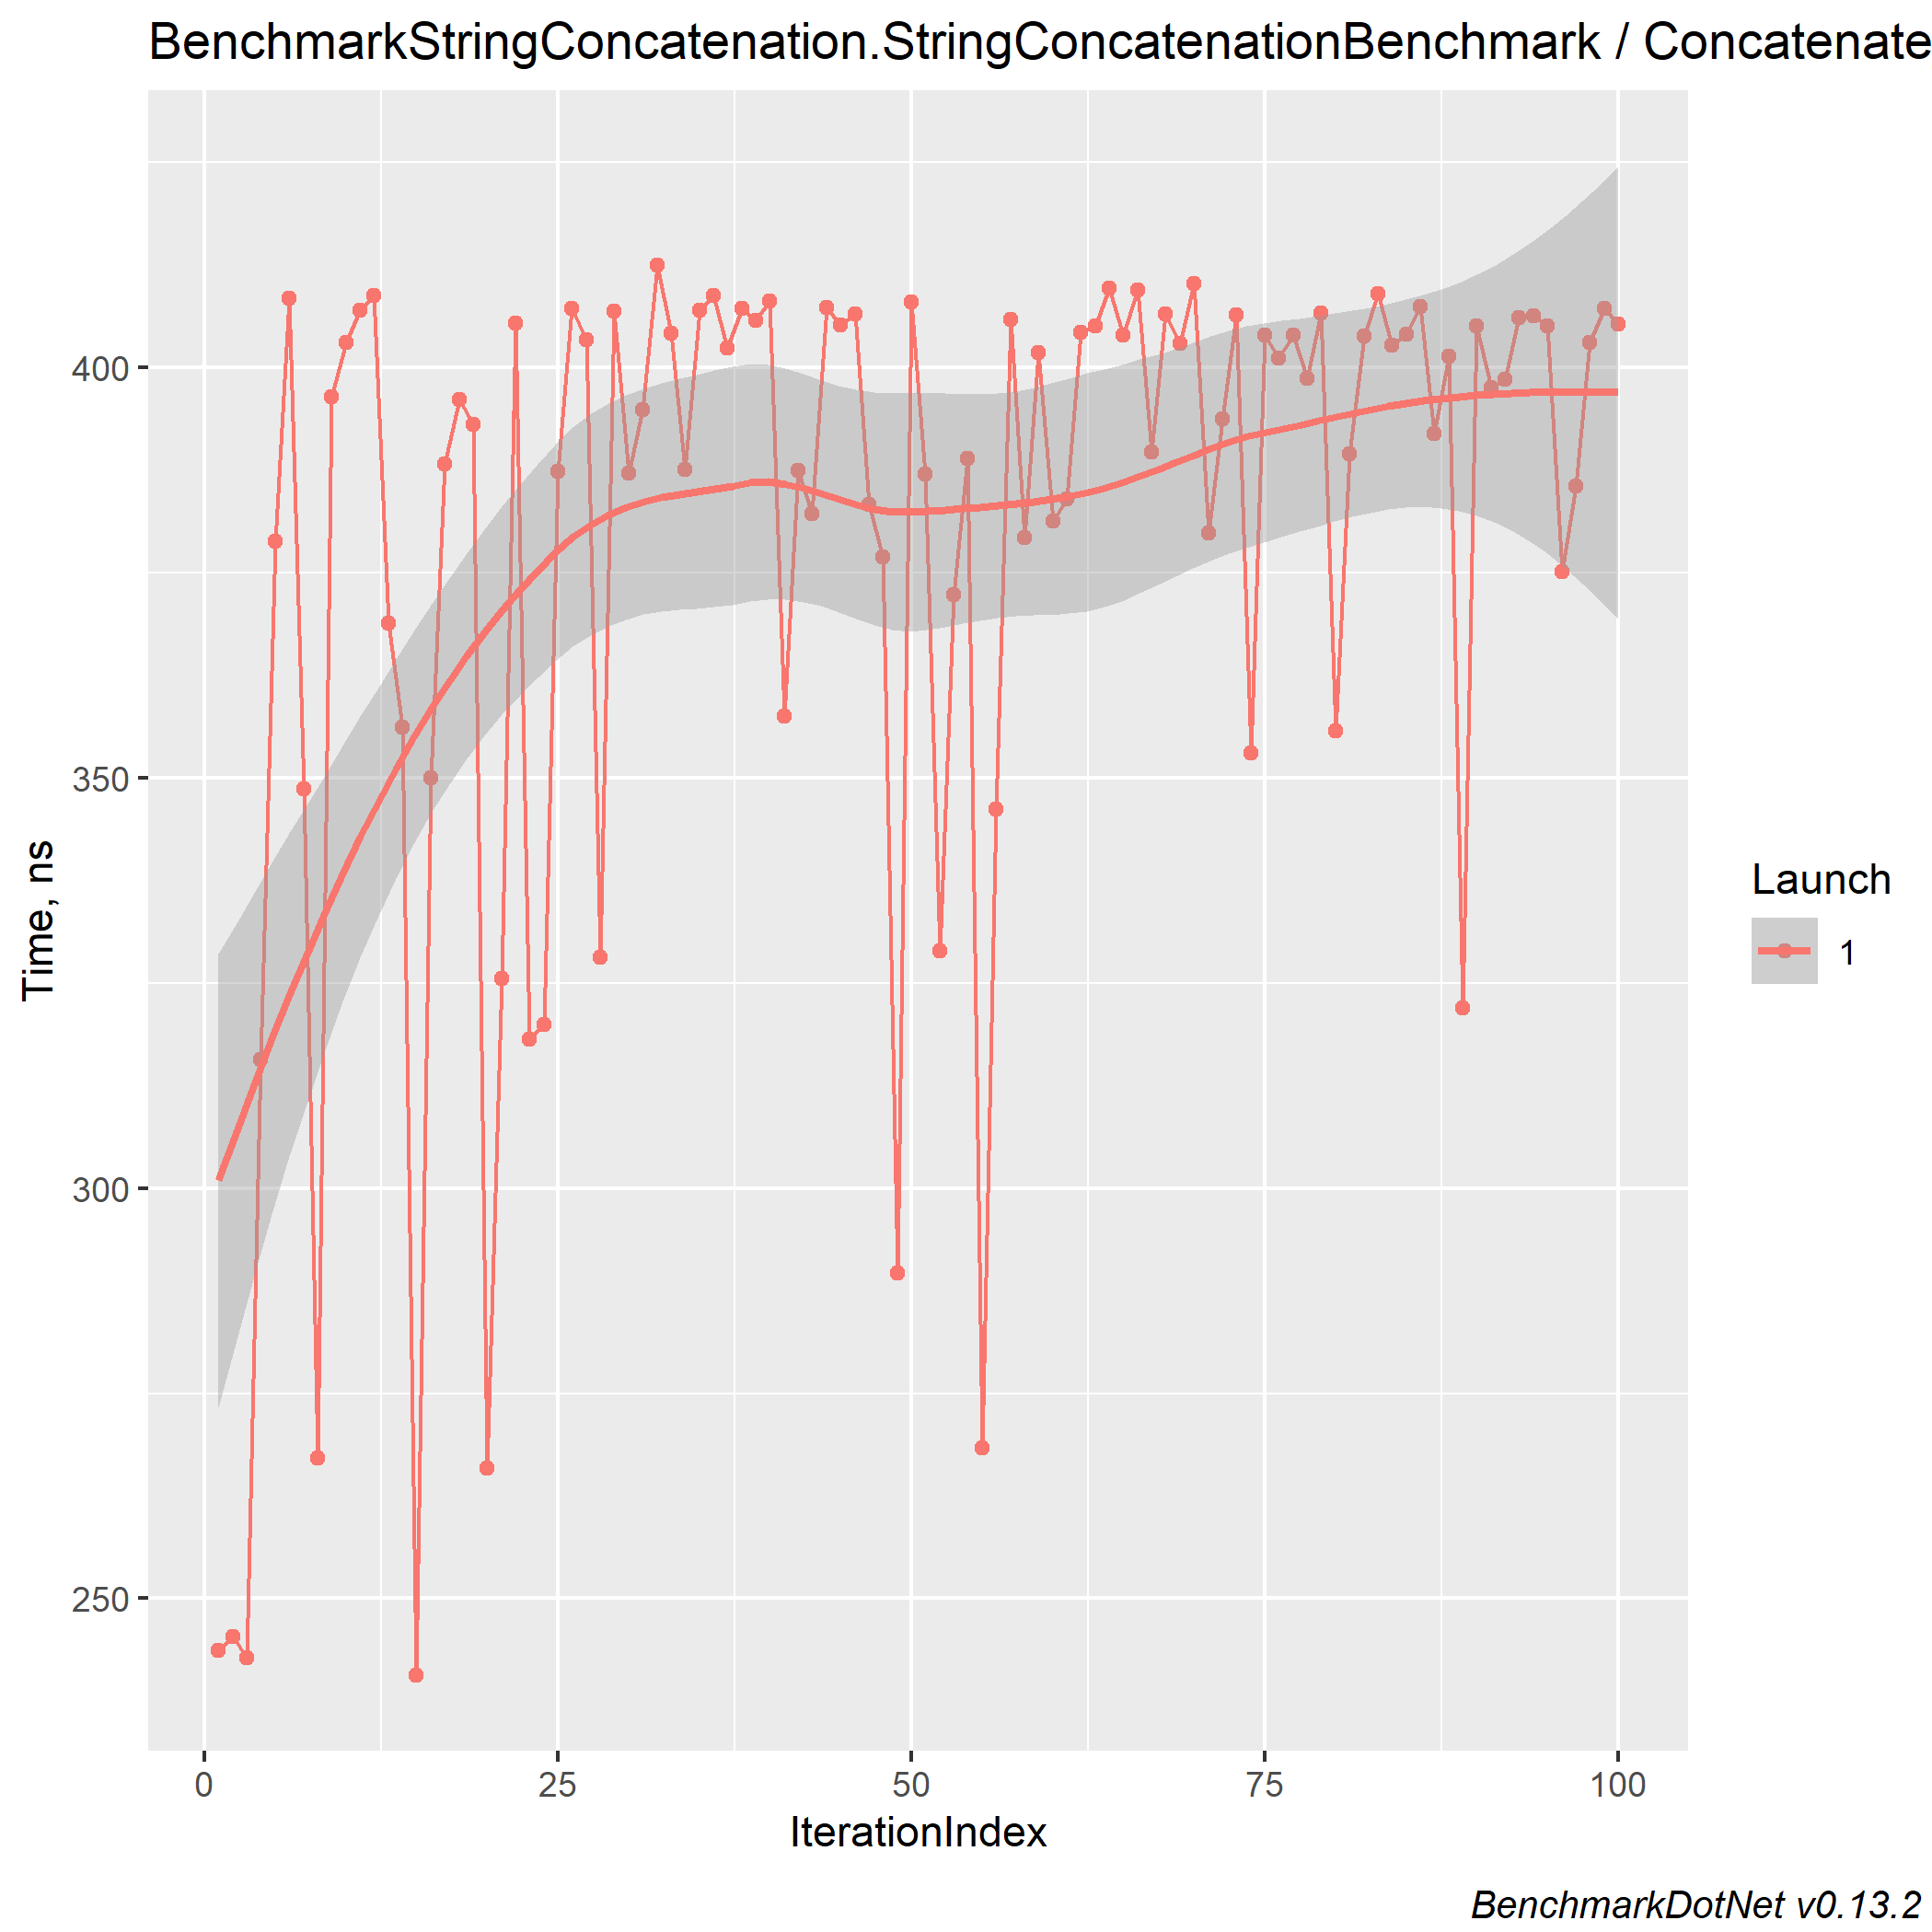 BenchmarkStringConcatenation.StringConcatenationBenchmark / Concatenate
Time, ns
400
350
300
250
0 25 50 75 100
IterationIndex
Launch
1
BenchmarkDotNet v0.13.2